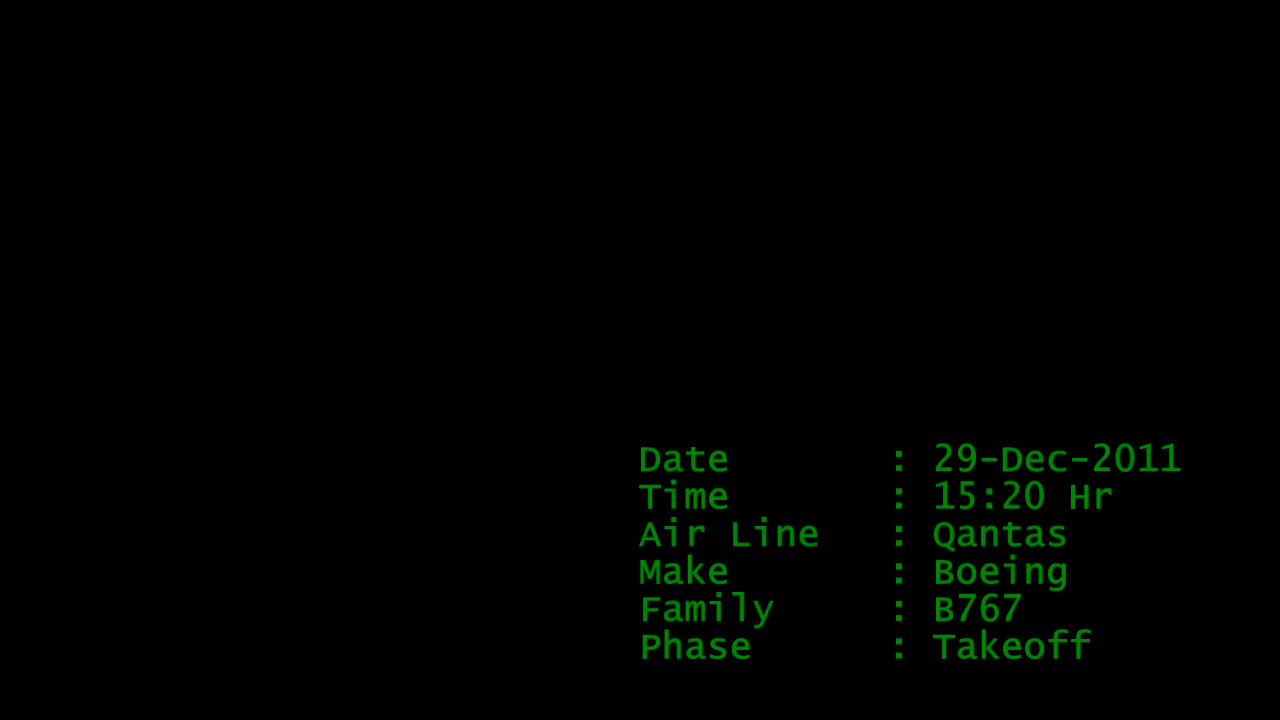 Date : 29-Dec-2011
Time : 15:20 Hr
Air Line : Qantas
Make : Boeing
Family : B767
Phase : Takeoff